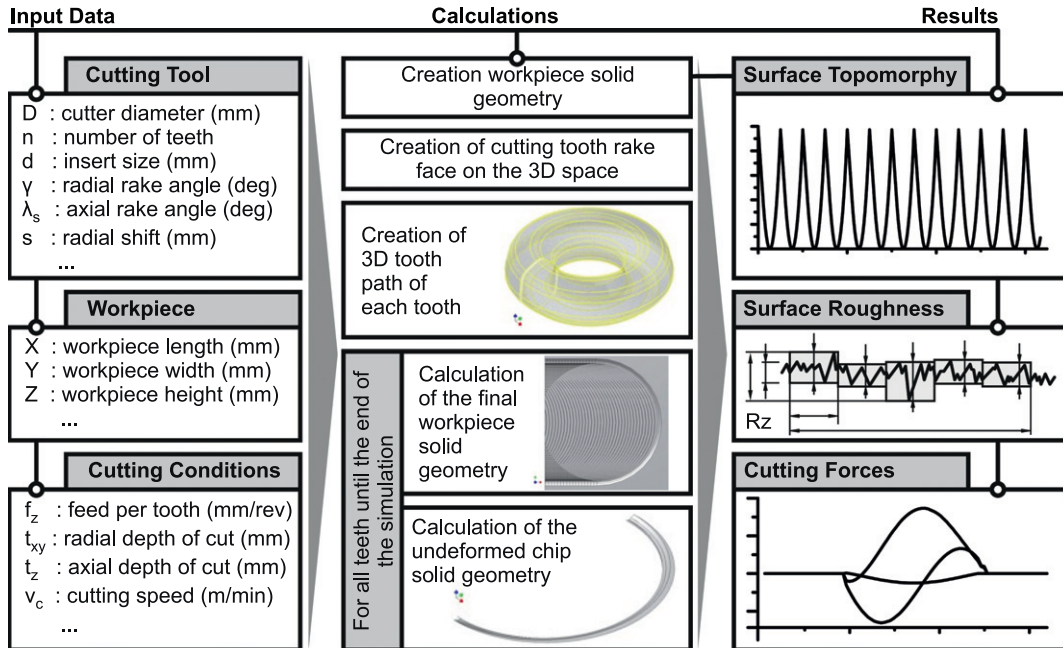 Input Data
Calculations
Results
Cutting Tool
D : cutter diameter (mm)
n : number of teeth
d : insert size (mm)
γ : radial rake angle (deg)
λs : axial rake angle (deg)
s : radial shift (mm)
...
Workpiece
X : workpiece length (mm)
Y : workpiece width (mm)
Z : workpiece height (mm)
...
Cutting Conditions
fz : feed per tooth (mm/rev)
txy : radial depth of cut (mm)
tz : axial depth of cut (mm)
vc : cutting speed (m/min)
...
Creation workpiece solid
geometry
Creation of cutting tooth rake
face on the 3D space
Creation of
3D tooth
path of
each tooth
For all teeth until the end of
the simulation
Calculation
of the final
workpiece
solid
geometry
Calculation of the
undeformed chip
solid geometry
Surface Topomorphy
Surface Roughness
Rz
Cutting Forces